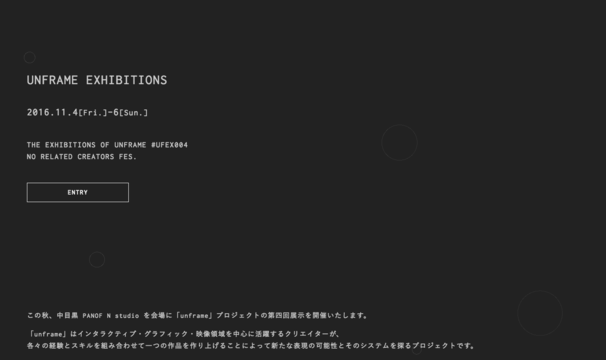 UNFRAME EXHIBITIONS
2016.11.4[Fri.]-6[Sun.]
THE EXHIBITIONS OF UNFRAME #UFEX004
NO RELATED CREATORS FES.
ENTRY
この秋、中目黒 PANOF N studio を会場に「unframe」プロジェクトの第四回展示を開催いたします。
「unframe」はインタラクティブ・グラフィック・映像領域を中心に活躍するクリエイターが、
各々の経験とスキルを組み合わせて一つの作品を作り上げることによって新たな表現の可能性とそのシステムを探るプロジェクトです。